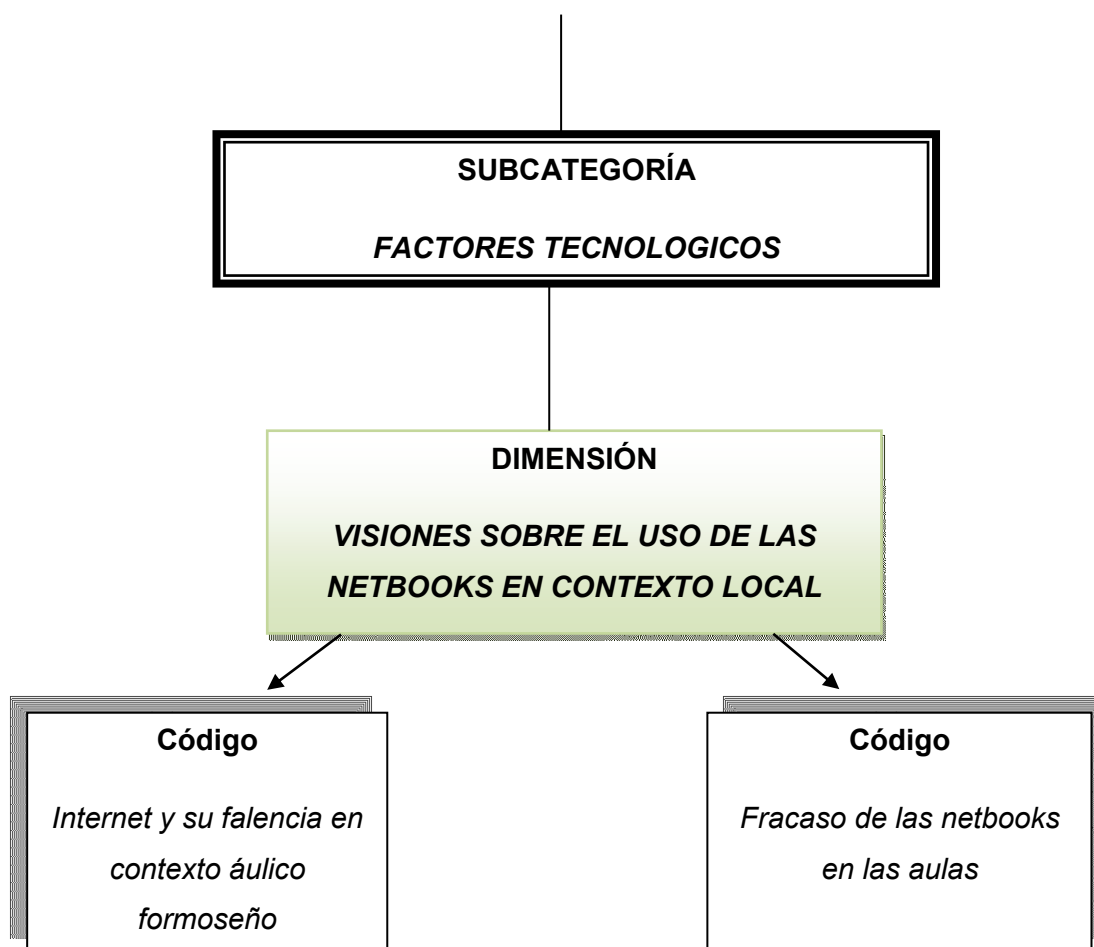 SUBCATEGORÍA
FACTORES TECNOLOGICOS
DIMENSIÓN
VISIONES SOBRE EL USO DE LAS
NETBOOKS EN CONTEXTO LOCAL
Código
Internet y su falencia en
contexto áulico
formoseño
Código
Fracaso de las netbooks
en las aulas